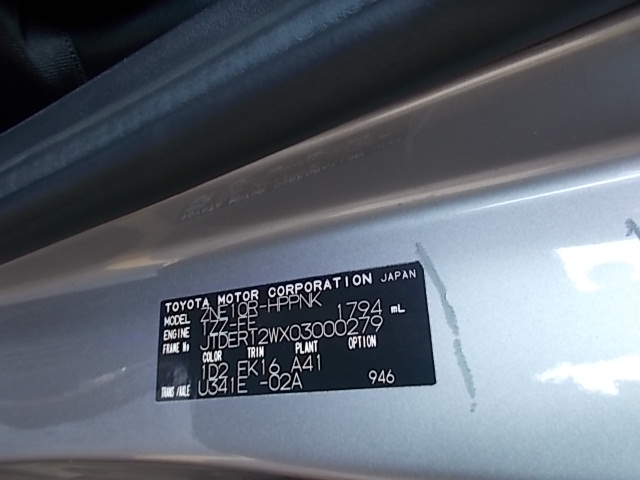 TOYOTA MOTOR CORPORATION JAPAN
MODEL ZNE10R-HPPNK
ENGINE 1ZZ-FE 1794 mL
FRAME No JTDERT2WX03000279
COLOR TRIM PLANT OPTION
1D2 EK16 A41
TRANS/AXLE U341E -02A 946